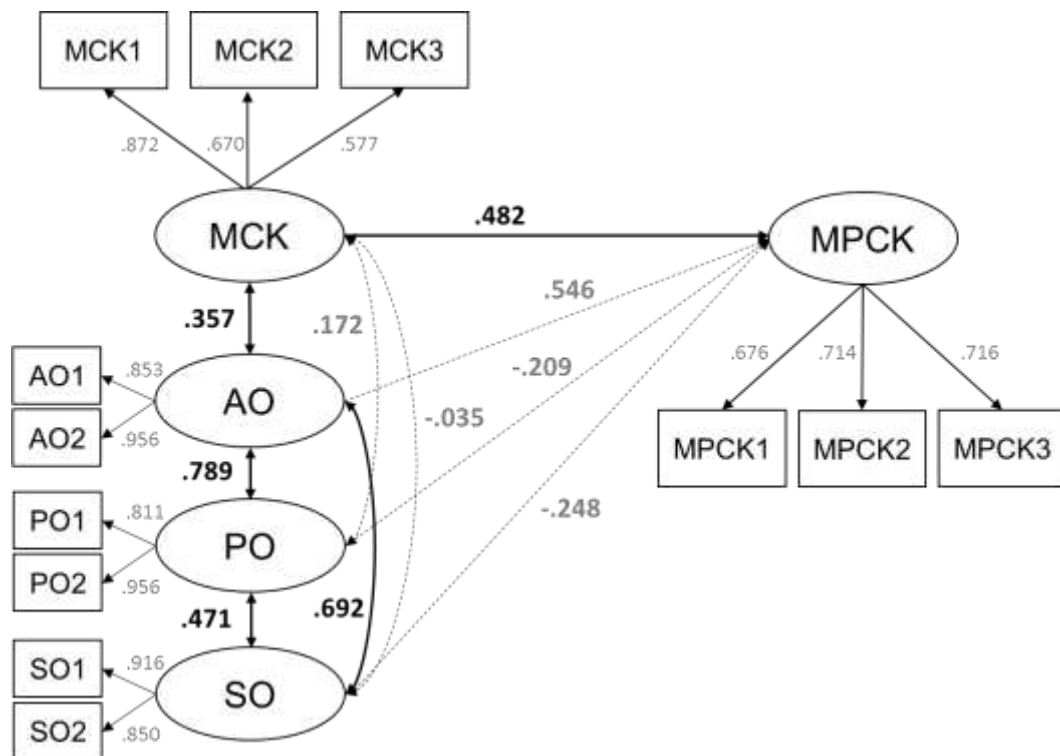 MCK1 MCK2 MCK3
.872 .670 .577
MCK .482 MPCK
.357 .172 .546
AO1 .853
AO
AO2 .956
-.209
-.035
.676 .714 .716
MPCK1 MPCK2 MPCK3
.789
-.248
PO1 .811
PO
PO2 .956
.471 .692
SO1 .916
SO
SO2 .850